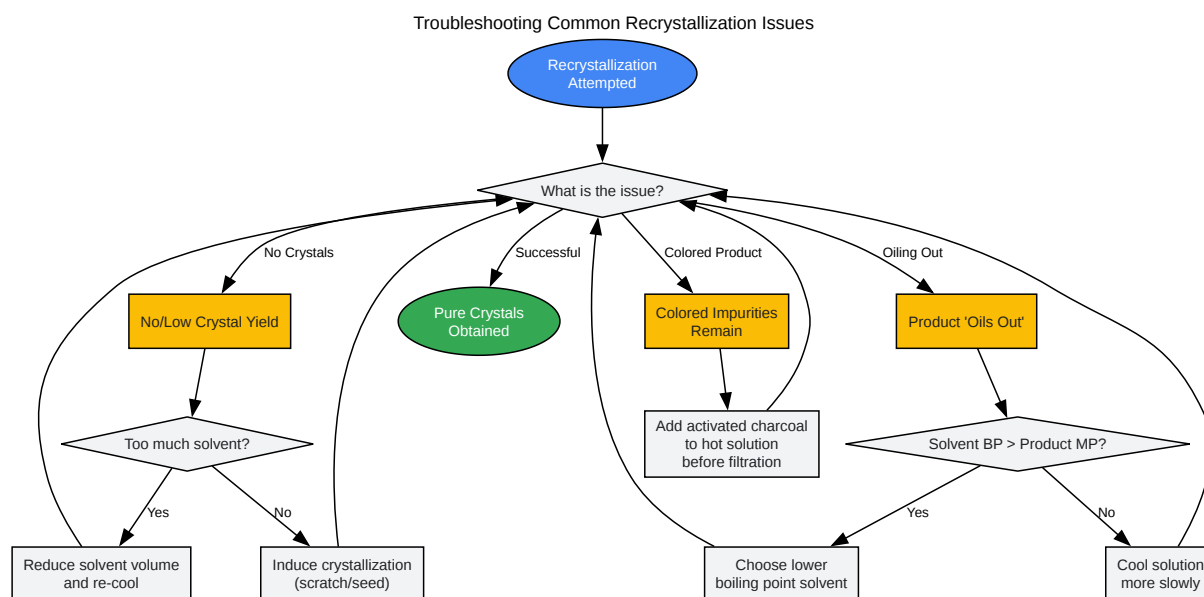 Troubleshooting Common Recrystallization Issues
Recrystallization
Attempted
What is the issue?
No Crystals
Successful
Colored Product
Oiling Out
No/Low Crystal Yield
Pure Crystals
Obtained
Colored Impurities
Remain
Product 'Oils Out'
Too much solvent?
Add activated charcoal
to hot solution
before filtration
Solvent BP > Product MP?
Yes
No
Yes
No
Reduce solvent volume
and re-cool
Induce crystallization
(scratch/seed)
Choose lower
boiling point solvent
Cool solution
more slowly